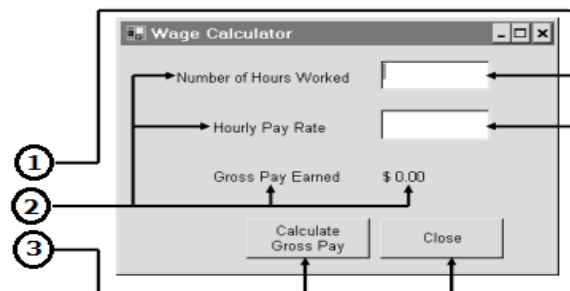 Wage Calculator
Number of Hours Worked
Hourly Pay Rate
1
Gross Pay Earned $ 0.00
2
Calculate
Gross Pay
Close
3